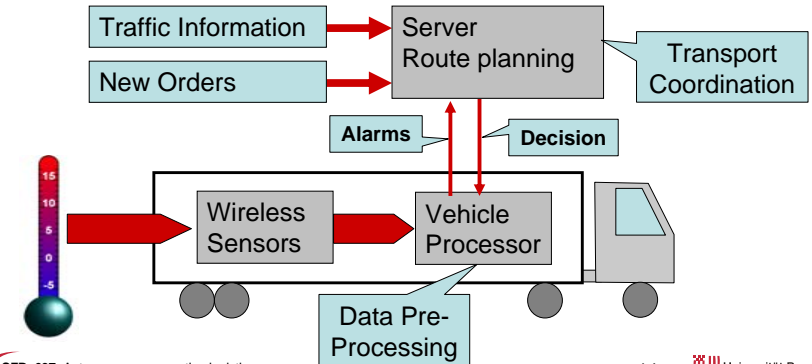 Traffic Information
New Orders
Server
Route planning
Transport
Coordination
Alarms
Decision
15
10
5
0
-5
Wireless
Sensors
Vehicle
Processor
Data Pre-
Processing